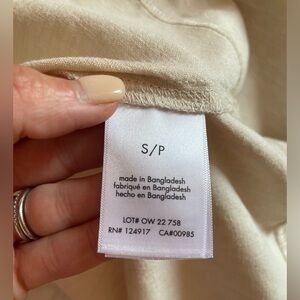 S/P
made in Bangladesh
fabriqué en Bangladesh
hecho en Bangladesh
LOT# OW 22 758
RN# 124917 CA#00985